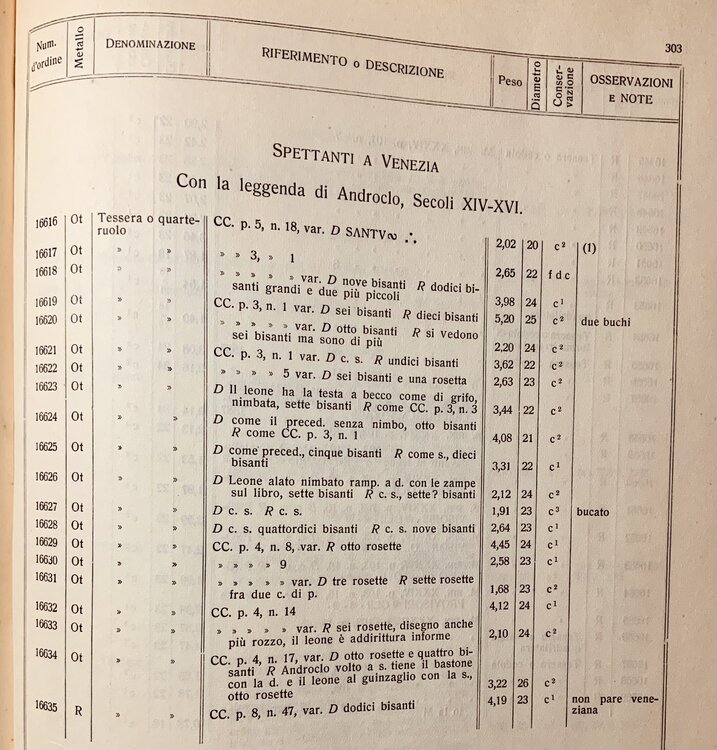 303
Num. d'ordine Metallo DENOMINAZIONE RIFERIMENTO o DESCRIZIONE Peso Diametro Conser-vazione OSSERVAZIONI E NOTE
SPETTANTI A VENEZIA
Con la leggenda di Androclo, Secoli XIV-XVI.
16616 Ot Tessera o quarte- CC. p. 5, n. 18, var. D SANTV∾ ∴ 2,02 20 c² (1)
ruolo
16617 Ot » » » » 3, » 1 2,65 22 f d c
16618 Ot » » » » » » » var. D nove bisanti R dodici bi-
santi grandi e due più piccoli 3,98 24 c¹
16619 Ot » » CC. p. 3, n. 1 var. D sei bisanti R dieci bisanti 5,20 25 c² due buchi
16620 Ot » » » » » » » var. D otto bisanti R si vedono
sei bisanti ma sono di più 2,20 24 c²
16621 Ot » » CC. p. 3, n. 1 var. D c. s. R undici bisanti 3,62 22 c²
16622 Ot » » » » » » 5 var. D sei bisanti e una rosetta 2,63 23 c²
16623 Ot » » D Il leone ha la testa a becco come di grifo,
nimbata, sette bisanti R come CC. p. 3, n. 3 3,44 22 c²
16624 Ot » » D come il preced. senza nimbo, otto bisanti
R come CC. p. 3, n. 1 4,08 21 c²
16625 Ot » » D come preced., cinque bisanti R come s., dieci
bisanti 3,31 22 c¹
16626 Ot » » D Leone alato nimbato ramp. a d. con le zampe
sul libro, sette bisanti R c. s., sette? bisanti 2,12 24 c²
16627 Ot » » D c. s. R c. s. 1,91 23 c³ bucato
16628 Ot » » D c. s. quattordici bisanti R c. s. nove bisanti 2,64 23 c¹
16629 Ot » » CC. p. 4, n. 8, var. R otto rosette 4,45 24 c¹
16630 Ot » » » » » » 9 2,58 23 c¹
16631 Ot » » » » » » » var. D tre rosette R sette rosette
fra due c. di p. 1,68 23 c²
16632 Ot » » CC. p. 4, n. 14 4,12 24 c¹
16633 Ot » » » » » » » var. R sei rosette, disegno anche
più rozzo, il leone è addirittura informe 2,10 24 c²
16634 Ot » » CC. p. 4, n. 17, var. D otto rosette e quattro bi-
santi R Androclo volto a s. tiene il bastone
con la d. e il leone al guinzaglio con la s.,
otto rosette 3,22 26 c²
16635 R » » CC. p. 8, n. 47, var. D dodici bisanti 4,19 23 c¹ non pare vene-
ziana